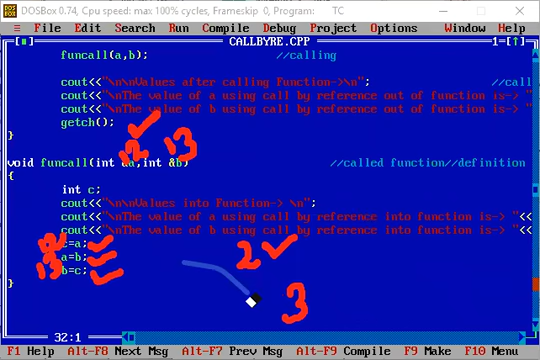 DOSBox 0.74, Cpu speed: max 100% cycles, Frameskip 0, Program: TC
≡ File Edit Search Run Compile Debug Project Options Window Help
[■] CALLBYRE.CPP 1=[↑]
funcall(a,b); //calling
cout<<"\n\nValues after calling Function->\n"; //call
cout<<"\nThe value of a using call by reference out of function is-> "
cout<<"\nThe value of b using call by reference out of function is-> "
getch();
}
12 13
void funcall(int &a,int &b) //called function//definition
{
int c;
cout<<"\n\nValues into Function-> \n";
cout<<"\nThe value of a using call by reference into function is-> "<<
cout<<"\nThe value of b using call by reference into function is-> "<<
c=a;
a=b;
b=c;
2
3
}
32:1
F1 Help Alt-F8 Next Msg Alt-F7 Prev Msg Alt-F9 Compile F9 Make F10 Menu